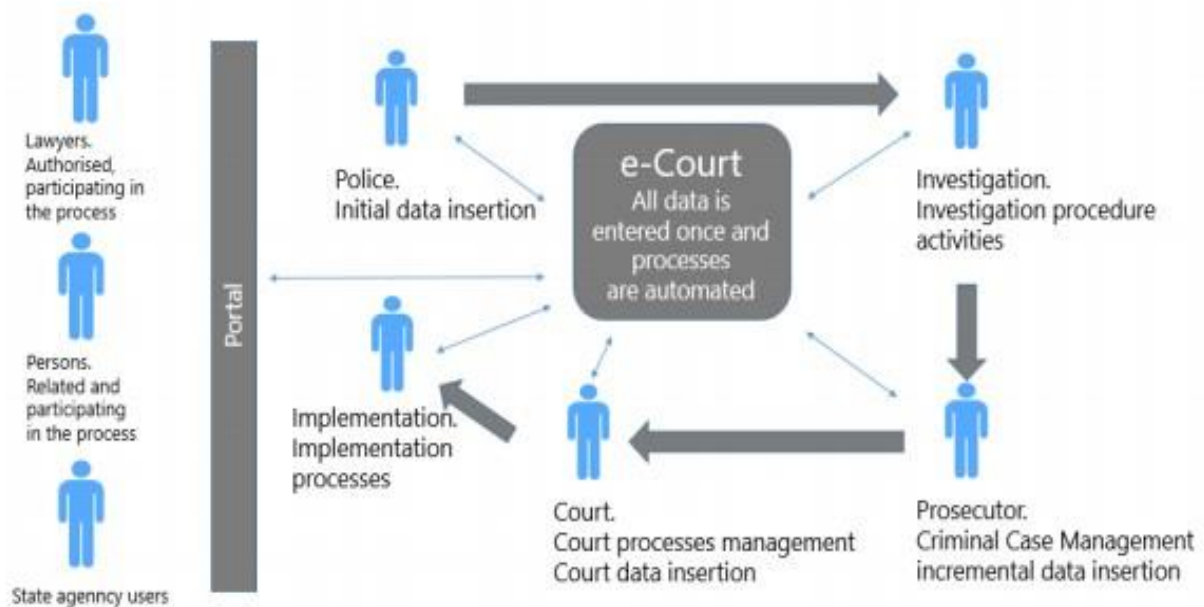 Lawyers.
Authorised,
participating in
the process
Persons.
Related and
participating
in the process
State agenncy users
Portal
Police.
Initial data insertion
e-Court
All data is
entered once and
processes
are automated
Investigation.
Investigation procedure
activities
Implementation.
Implementation
processes
Court.
Court processes management
Court data insertion
Prosecutor.
Criminal Case Management
incremental data insertion